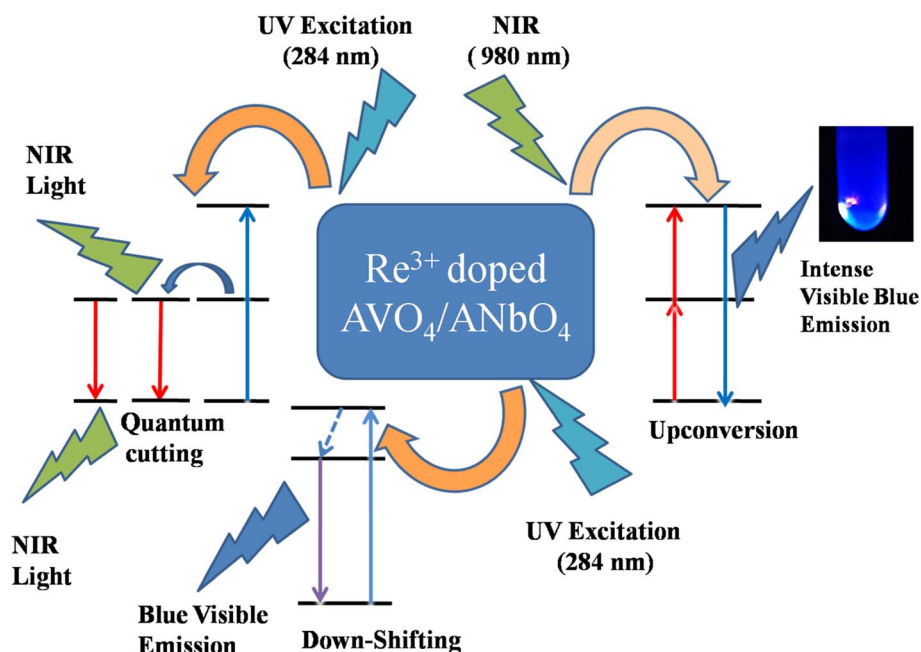 UV Excitation
(284 nm)
NIR
( 980 nm)
NIR
Light
Re³⁺ doped
AVO₄/ANbO₄
Intense
Visible Blue
Emission
Quantum
cutting
Upconversion
NIR
Light
UV Excitation
(284 nm)
Blue Visible
Emission
Down-Shifting